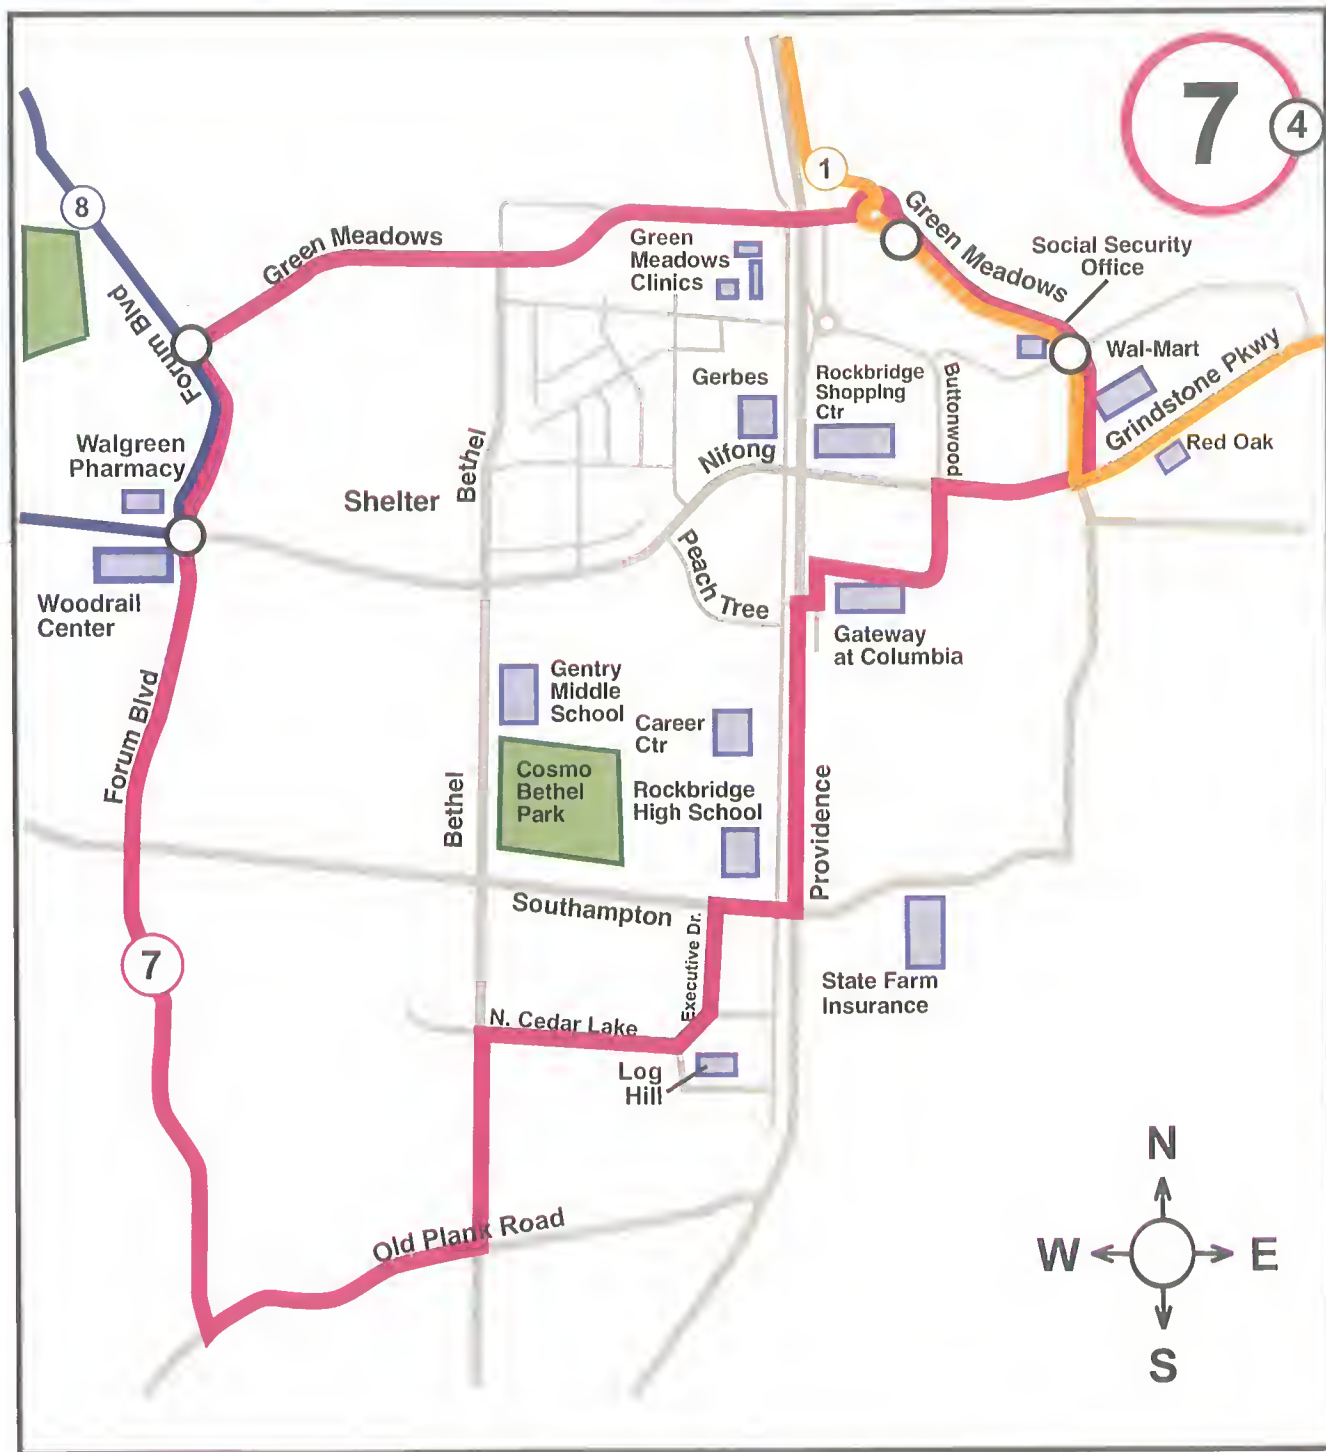 7
4
1
8
Green Meadows
Green Meadows
Green
Meadows
Clinics
Social Security
Office
Forum Blvd
Forum Blvd
Wal-Mart
Grindstone Pkwy
Gerbes
Rockbridge
Shopping
Ctr
Buttonwood
Walgreen
Pharmacy
Bethel
Nifong
Red Oak
Shelter
Peach Tree
Woodrail
Center
Gateway
at Columbia
Gentry
Middle
School
Career
Ctr
Forum Blvd
Cosmo
Bethel
Park
Rockbridge
High School
Bethel
Providence
Southampton
Executive Dr.
7
State Farm
Insurance
N. Cedar Lake
Log
Hill
Old Plank Road
N
W
E
S